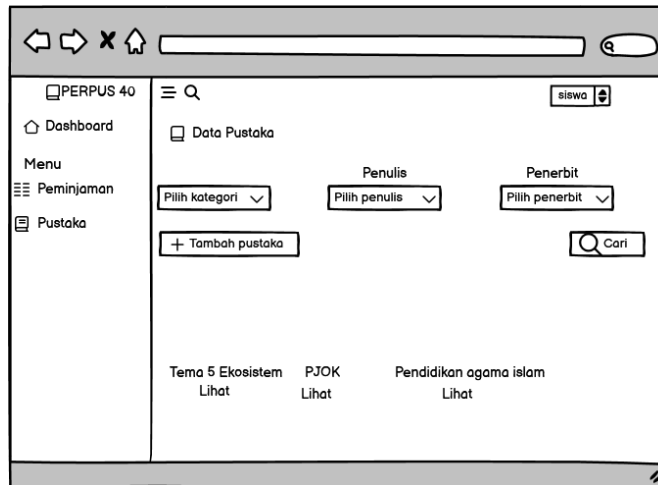 PERPUS 40
siswa
Dashboard
Data Pustaka
Menu
Peminjaman
Pustaka
Penulis
Penerbit
Pilih kategori
Pilih penulis
Pilih penerbit
+ Tambah pustaka
Cari
Tema 5 Ekosistem
Lihat
PJOK
Lihat
Pendidikan agama islam
Lihat